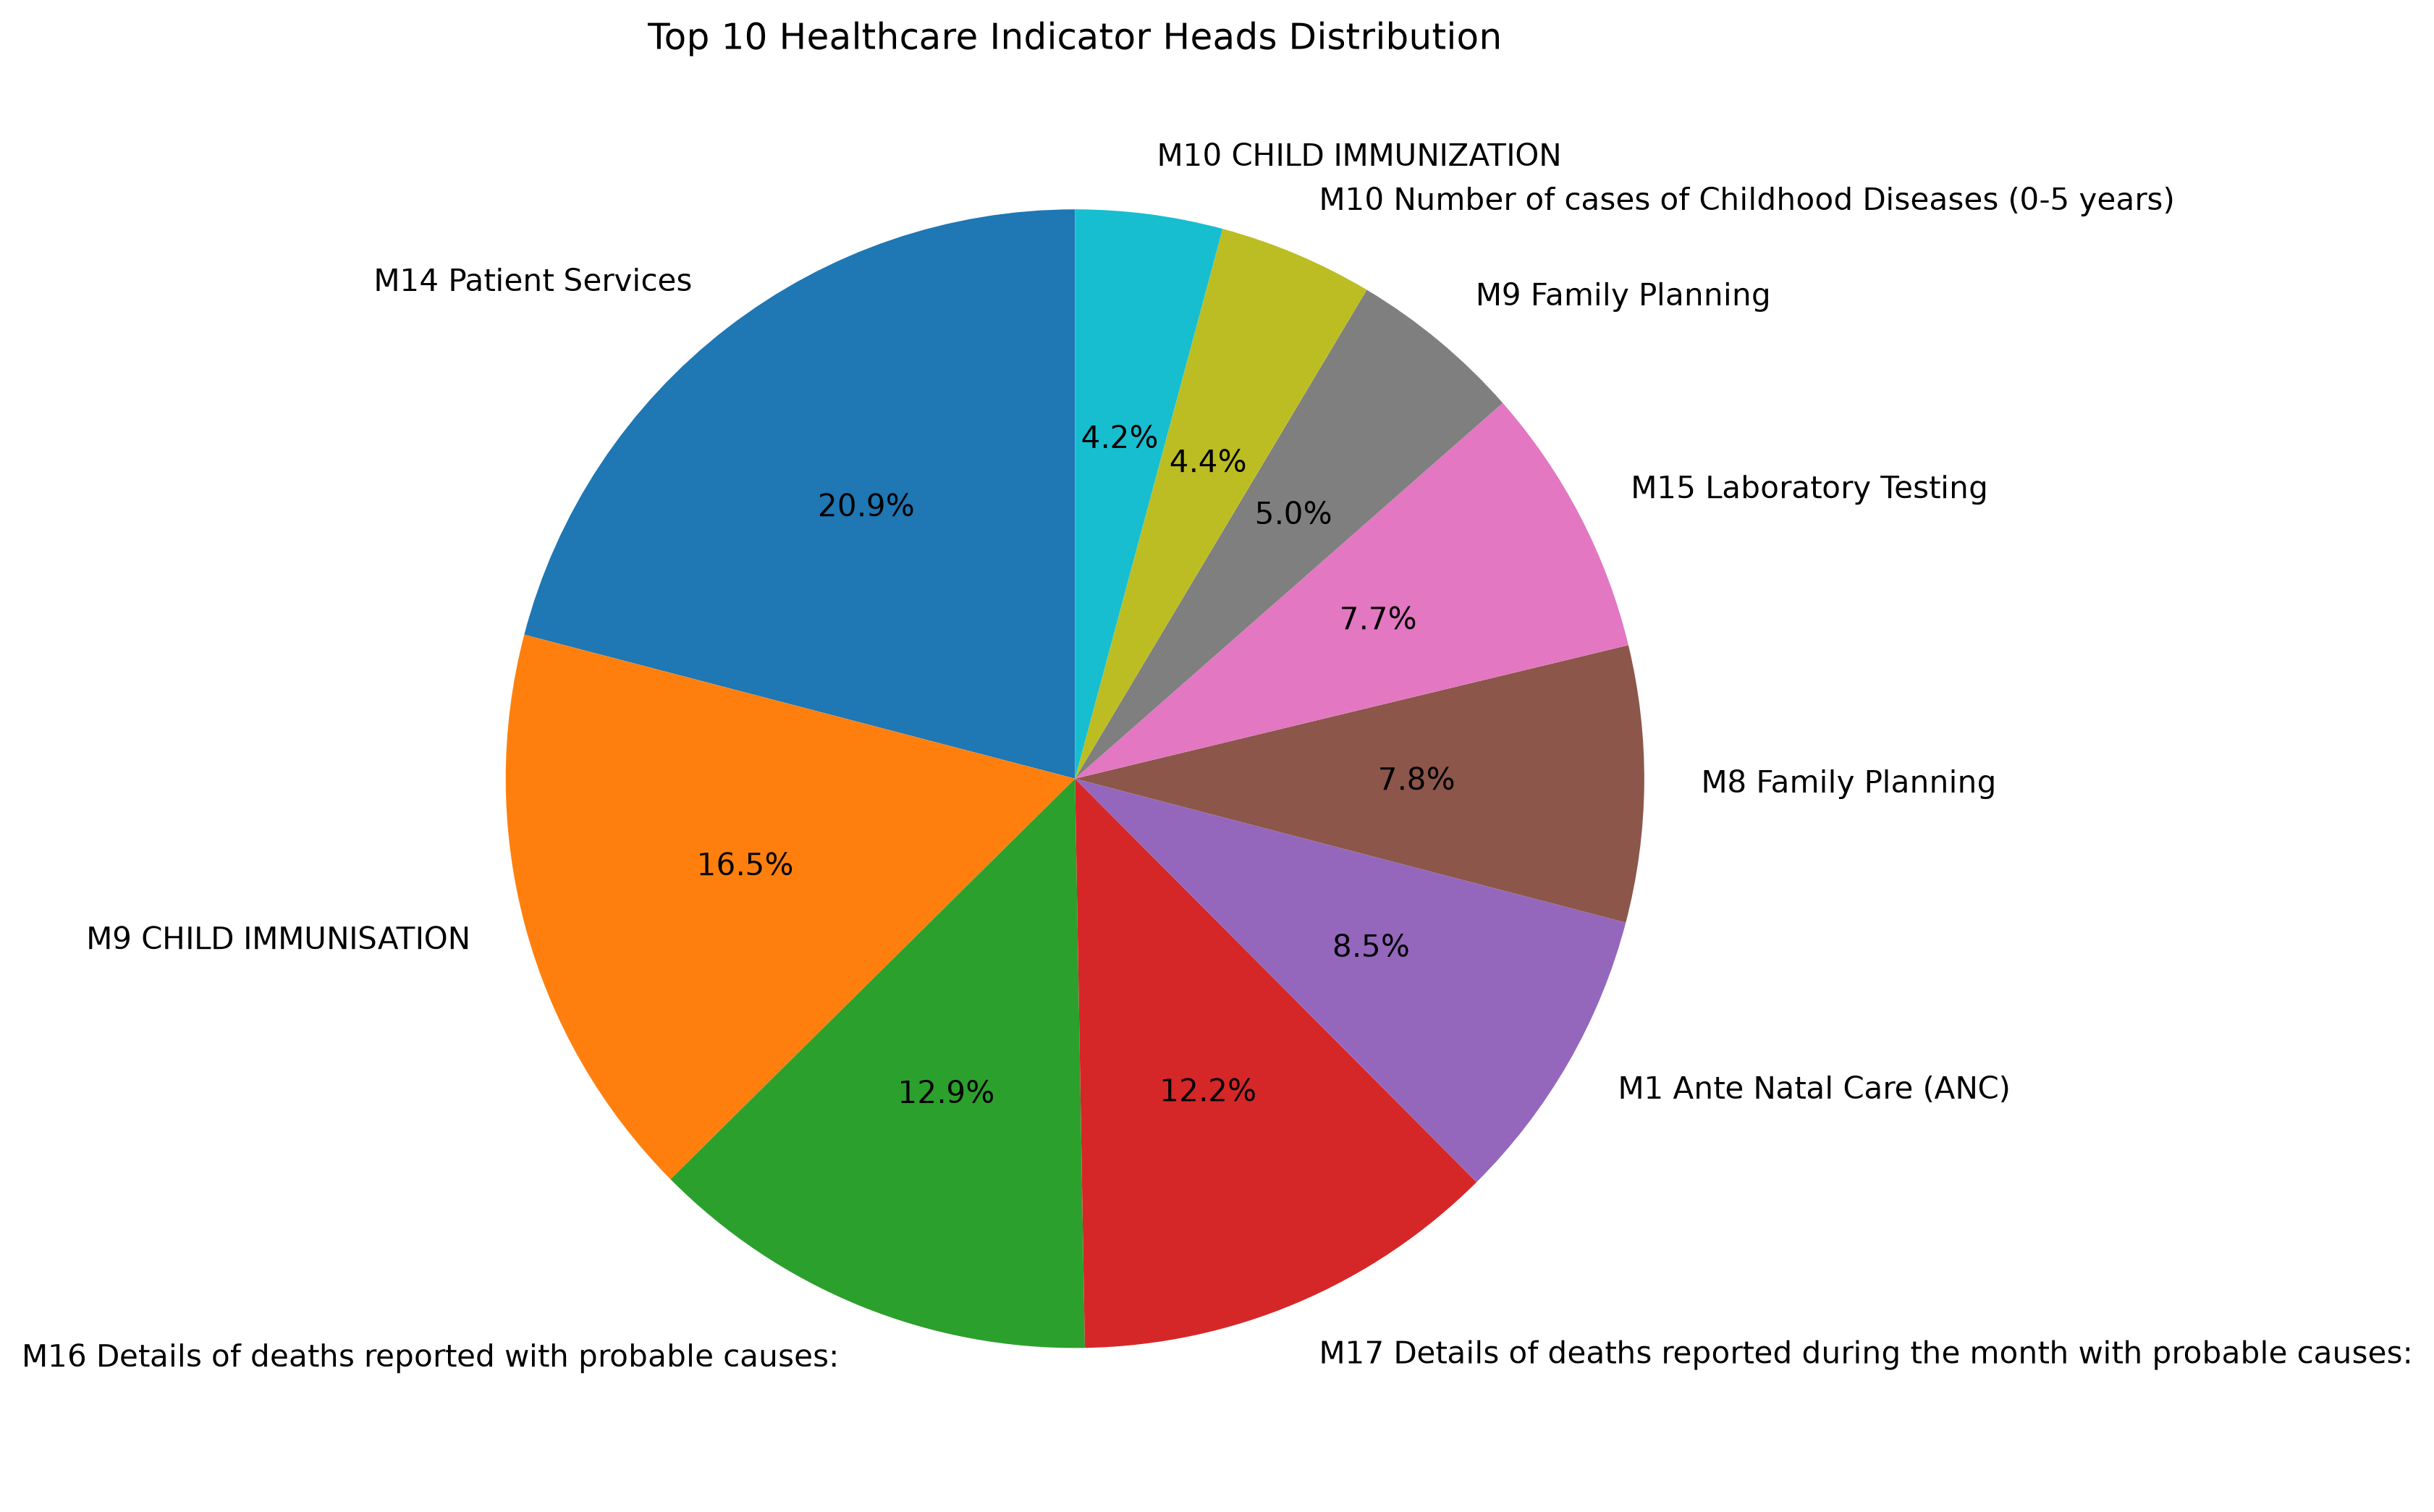 Top 10 Healthcare Indicator Heads Distribution
M10 CHILD IMMUNIZATION
M10 Number of cases of Childhood Diseases (0-5 years)
M14 Patient Services
M9 Family Planning
4.2%
4.4%
M15 Laboratory Testing
20.9%
5.0%
7.7%
7.8%
M8 Family Planning
16.5%
M9 CHILD IMMUNISATION
8.5%
M1 Ante Natal Care (ANC)
12.9%
12.2%
M16 Details of deaths reported with probable causes:
M17 Details of deaths reported during the month with probable causes: